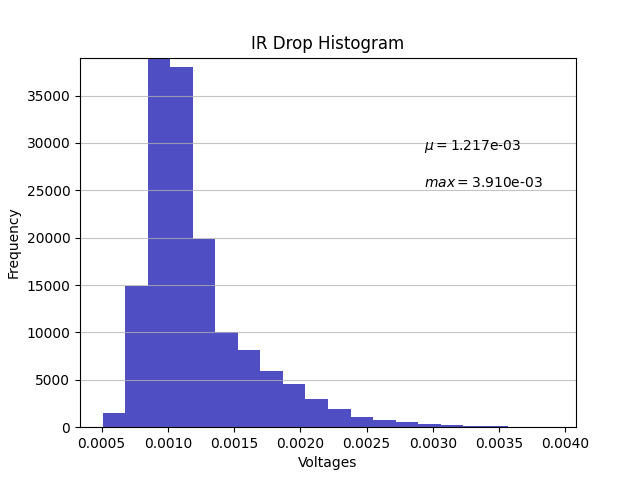 IR Drop Histogram
35000
30000
25000
20000
15000
10000
5000
0
Frequency
μ = 1.217e-03
max = 3.910e-03
0.0005 0.0010 0.0015 0.0020 0.0025 0.0030 0.0035 0.0040
Voltages